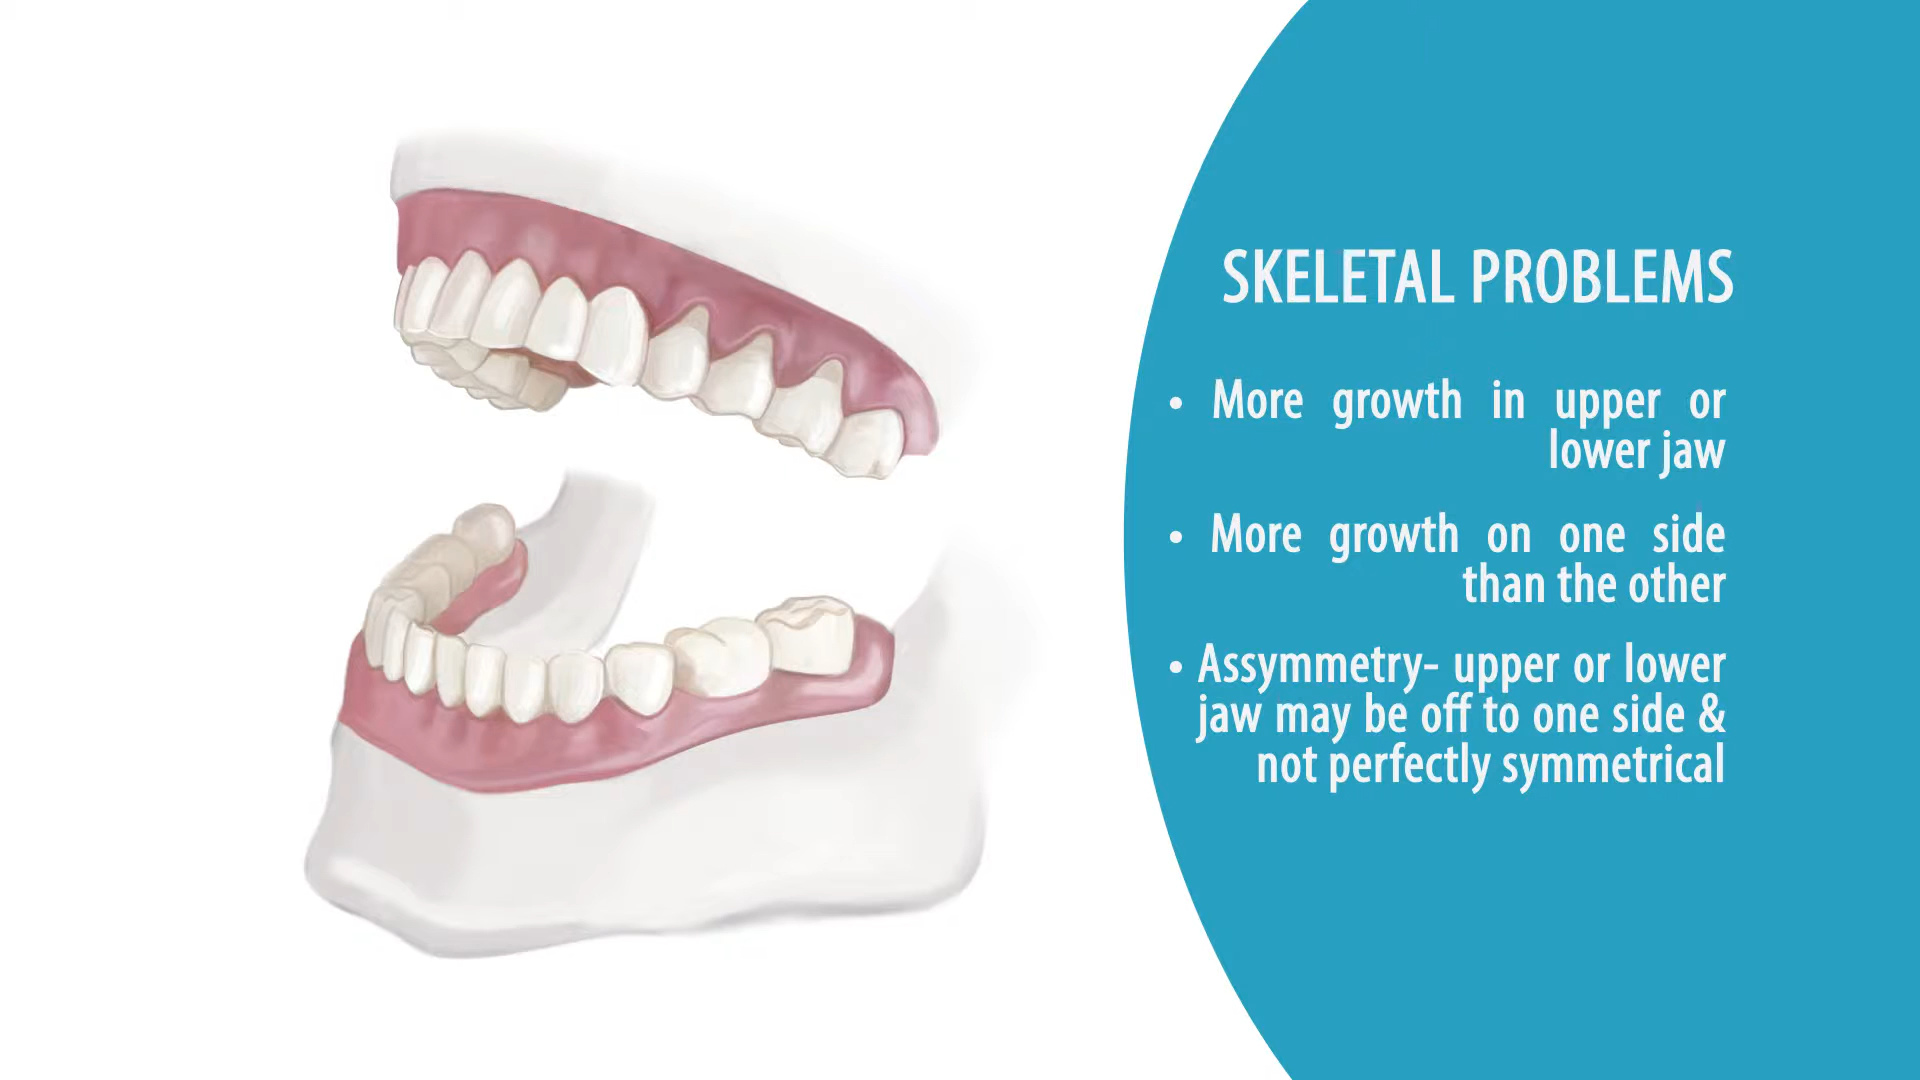 SKELETAL PROBLEMS
• More growth in upper or
lower jaw
• More growth on one side
than the other
• Assymmetry- upper or lower
jaw may be off to one side &
not perfectly symmetrical